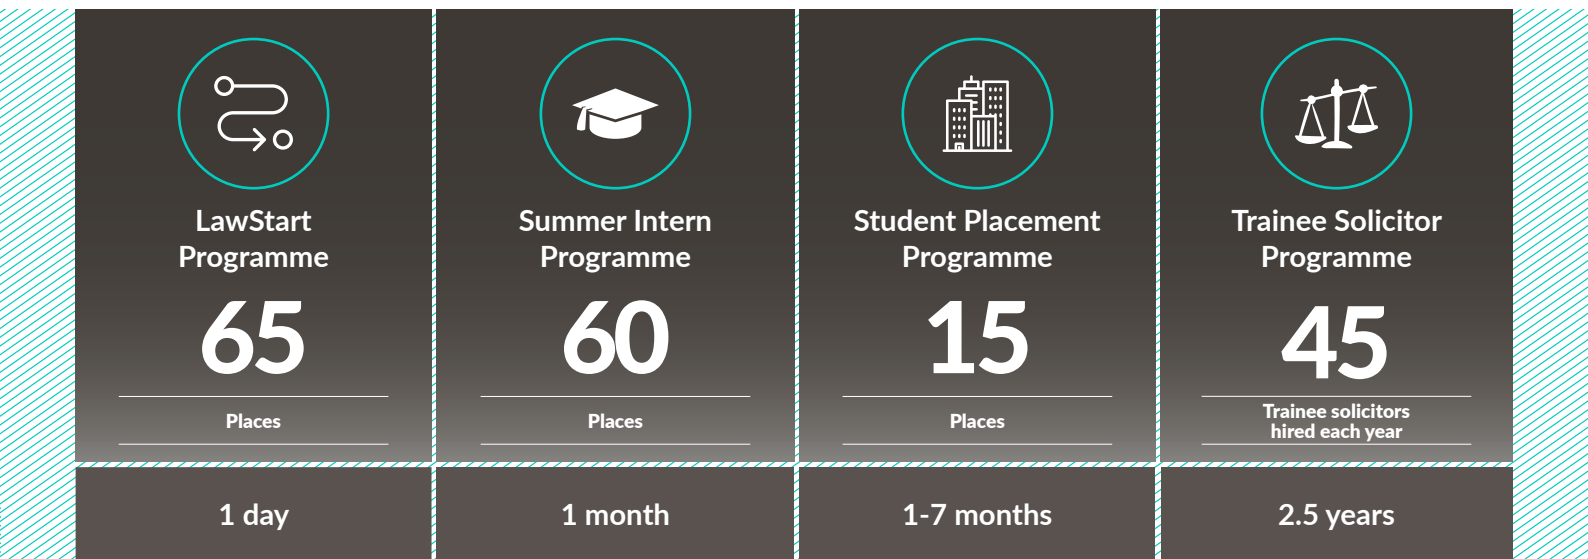 LawStart
Programme
65
Places
1 day
Summer Intern
Programme
60
Places
1 month
Student Placement
Programme
15
Places
1-7 months
Trainee Solicitor
Programme
45
Trainee solicitors
hired each year
2.5 years